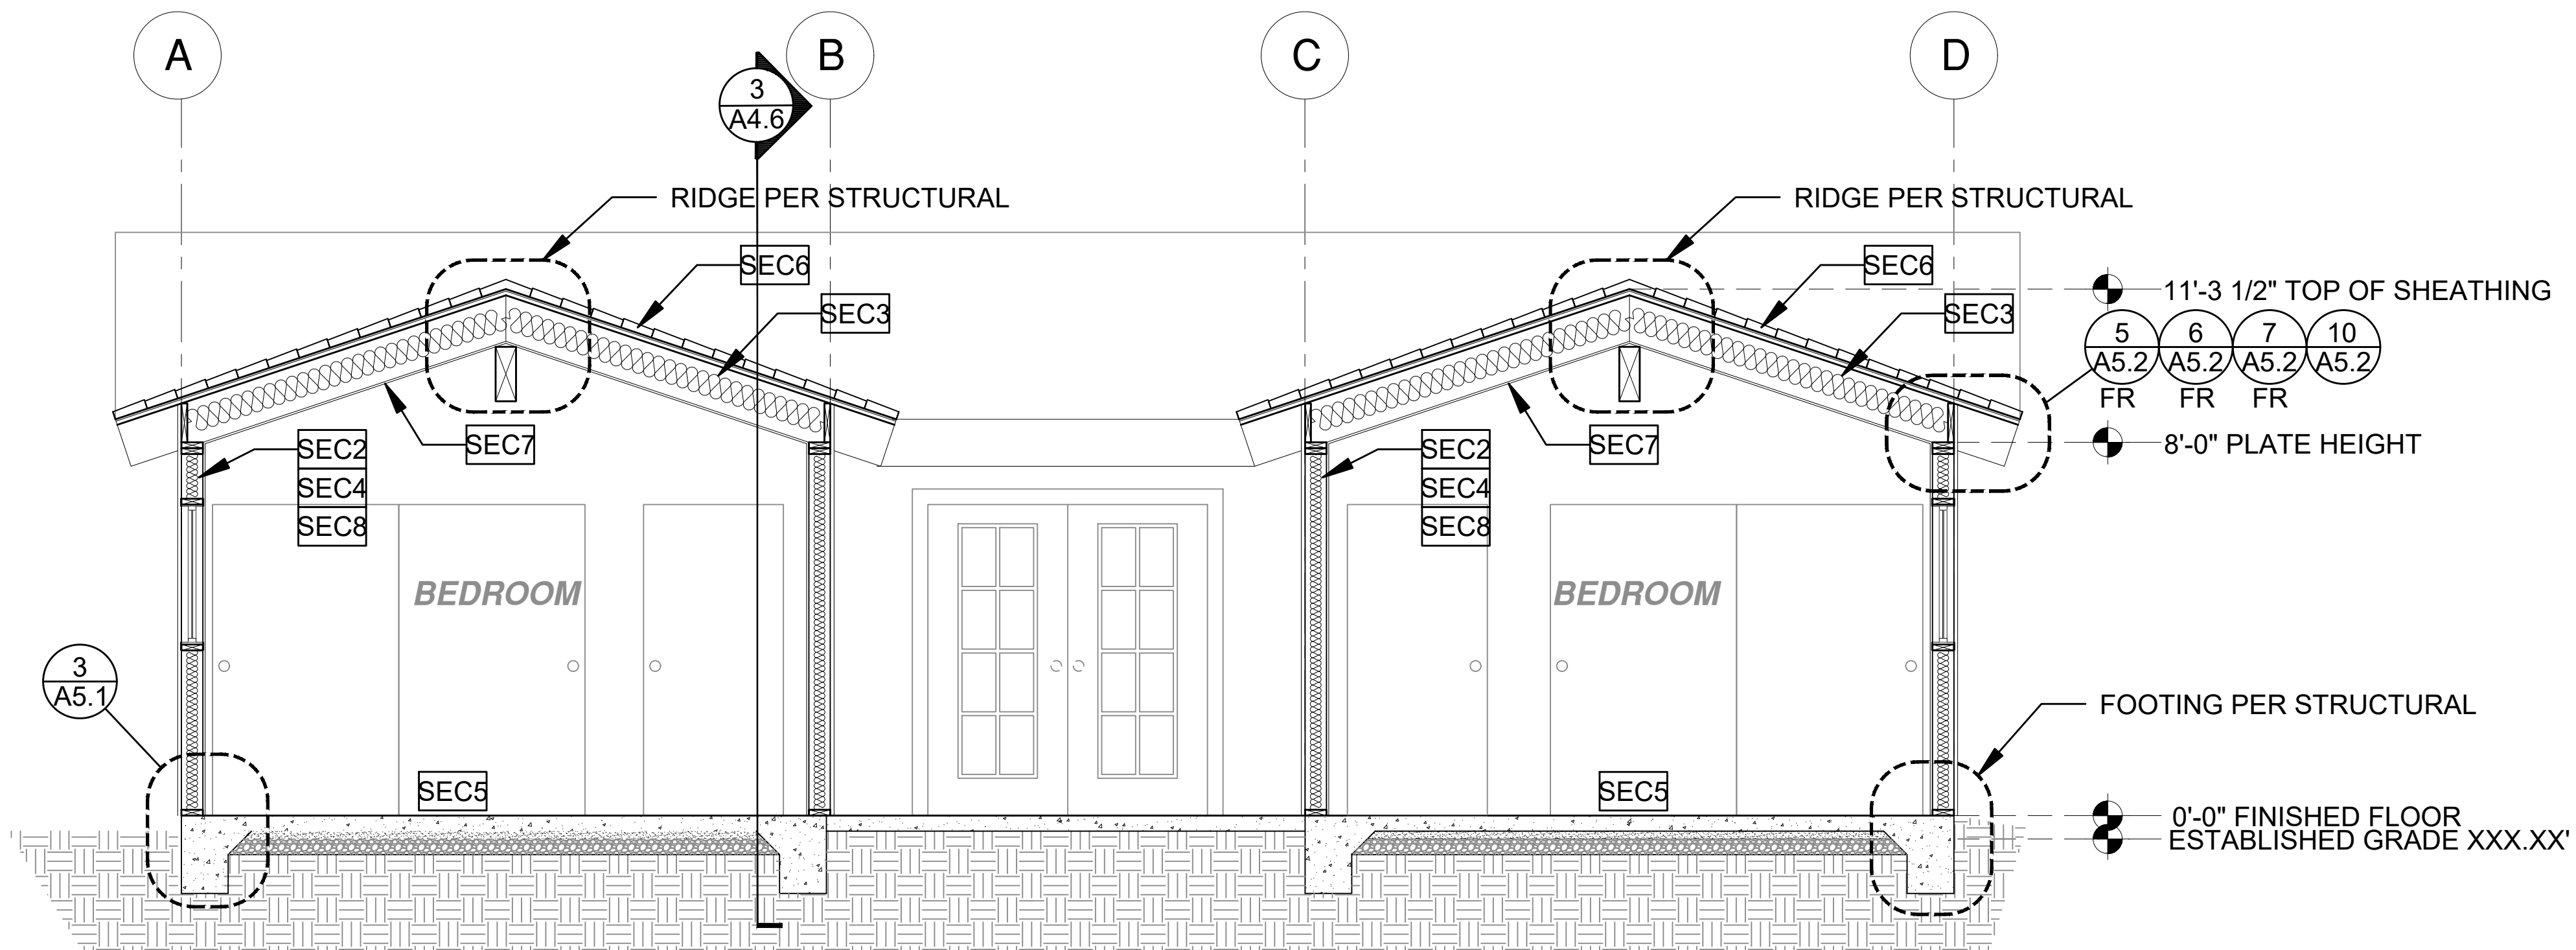 A
B
C
D
3
A4.6
RIDGE PER STRUCTURAL
RIDGE PER STRUCTURAL
SEC6
SEC6
11'-3 1/2" TOP OF SHEATHING
SEC3
SEC3
5
A5.2
FR
6
A5.2
FR
7
A5.2
FR
10
A5.2
SEC7
SEC7
8'-0" PLATE HEIGHT
SEC2
SEC4
SEC8
SEC2
SEC4
SEC8
BEDROOM
BEDROOM
3
A5.1
FOOTING PER STRUCTURAL
SEC5
SEC5
0'-0" FINISHED FLOOR
ESTABLISHED GRADE XXX.XX'